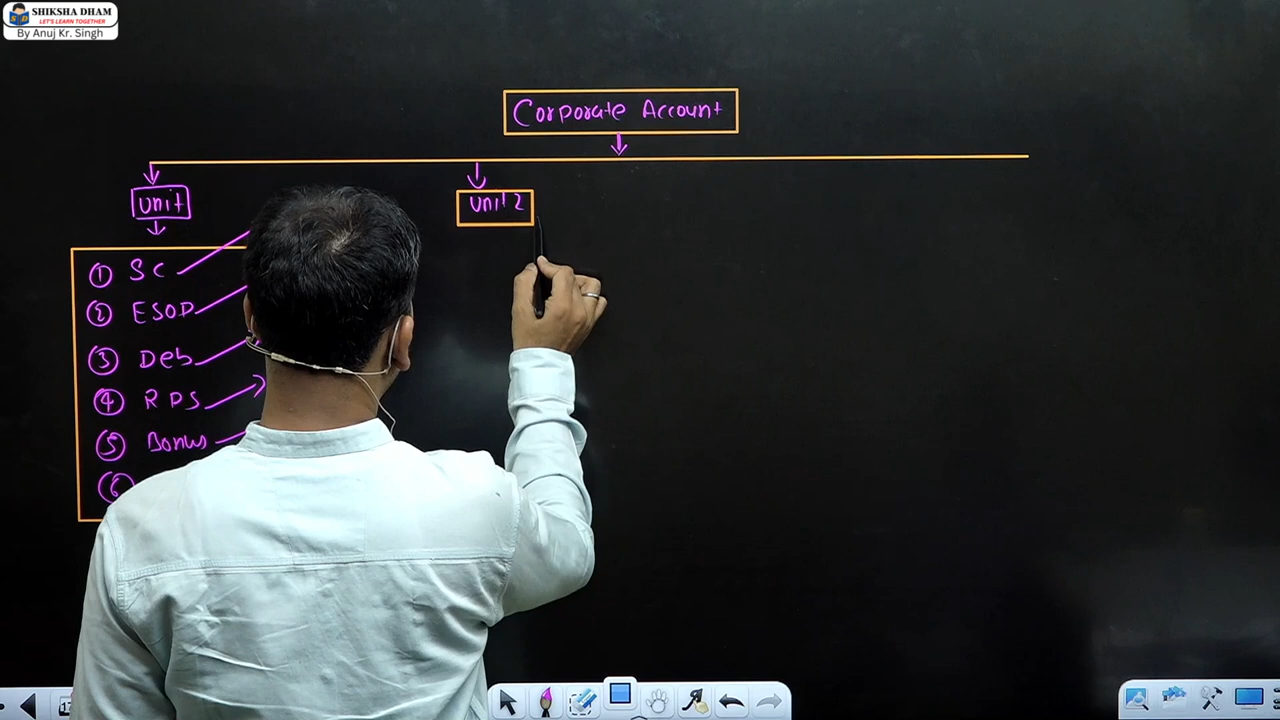 SHIKSHA DHAM
LET'S LEARN TOGETHER
By Anuj Kr. Singh
Corporate Account
Unit
Unit 2
① SC
② ESOP
③ Deb
④ RPS
⑤ Bonus
⑥